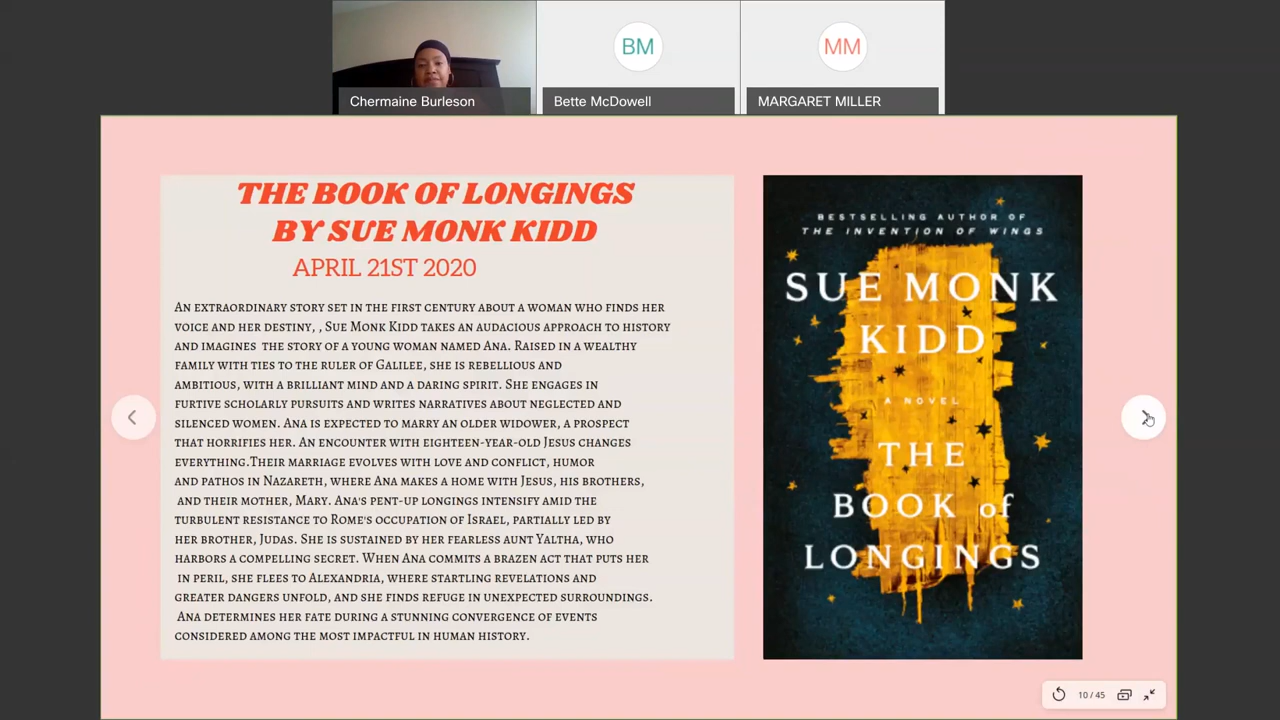 BM
MM
Chermaine Burleson
Bette McDowell
MARGARET MILLER
THE BOOK OF LONGINGS
BY SUE MONK KIDD
APRIL 21ST 2020
An extraordinary story set in the first century about a woman who finds her
voice and her destiny, , Sue Monk Kidd takes an audacious approach to history
and imagines the story of a young woman named Ana. Raised in a wealthy
family with ties to the ruler of Galilee, she is rebellious and
ambitious, with a brilliant mind and a daring spirit. She engages in
furtive scholarly pursuits and writes narratives about neglected and
silenced women. Ana is expected to marry an older widower, a prospect
that horrifies her. An encounter with eighteen-year-old Jesus changes
everything.Their marriage evolves with love and conflict, humor
and pathos in Nazareth, where Ana makes a home with Jesus, his brothers,
and their mother, Mary. Ana's pent-up longings intensify amid the
turbulent resistance to Rome's occupation of Israel, partially led by
her brother, Judas. She is sustained by her fearless aunt Yaltha, who
harbors a compelling secret. When Ana commits a brazen act that puts her
in peril, she flees to Alexandria, where startling revelations and
greater dangers unfold, and she finds refuge in unexpected surroundings.
Ana determines her fate during a stunning convergence of events
considered among the most impactful in human history.
BESTSELLING AUTHOR OF
THE INVENTION OF WINGS
SUE MONK
KIDD
A NOVEL
THE
BOOK of
LONGINGS
10 / 45